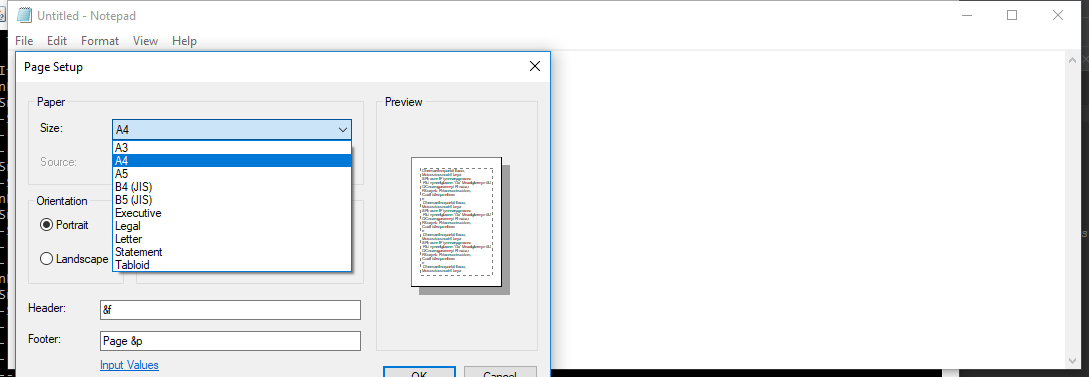 Untitled - Notepad
File Edit Format View Help
Page Setup
Paper
Size: A4
Source:
A3
A4
A5
B4 (JIS)
B5 (JIS)
Executive
Legal
Letter
Statement
Tabloid
Orientation
Portrait
Landscape
Header: &f
Footer: Page &p
Input Values
Preview
OK Cancel